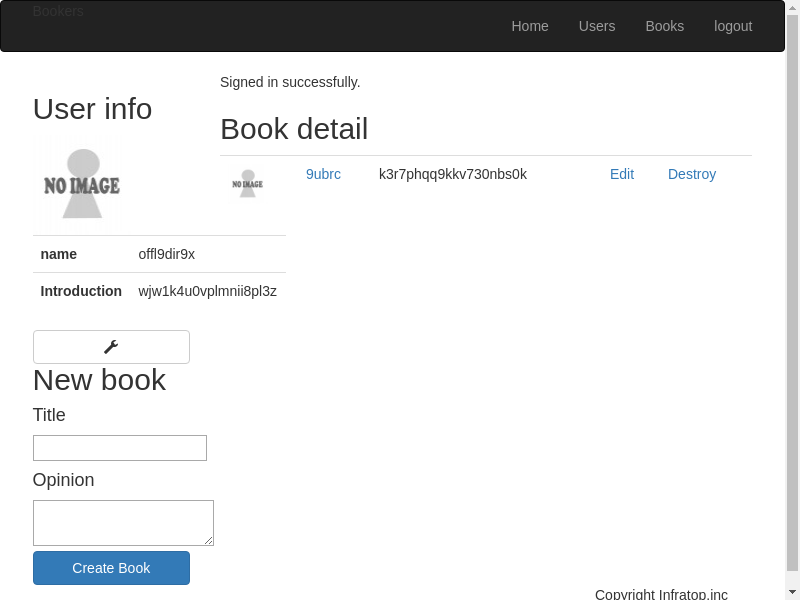 Bookers
Home Users Books logout
Signed in successfully.
User info
Book detail
NO IMAGE
NO IMAGE 9ubrc k3r7phqq9kkv730nbs0k Edit Destroy
name offl9dir9x
Introduction wjw1k4u0vplmnii8pl3z
New book
Title
Opinion
Create Book
Copyright Infratop.inc